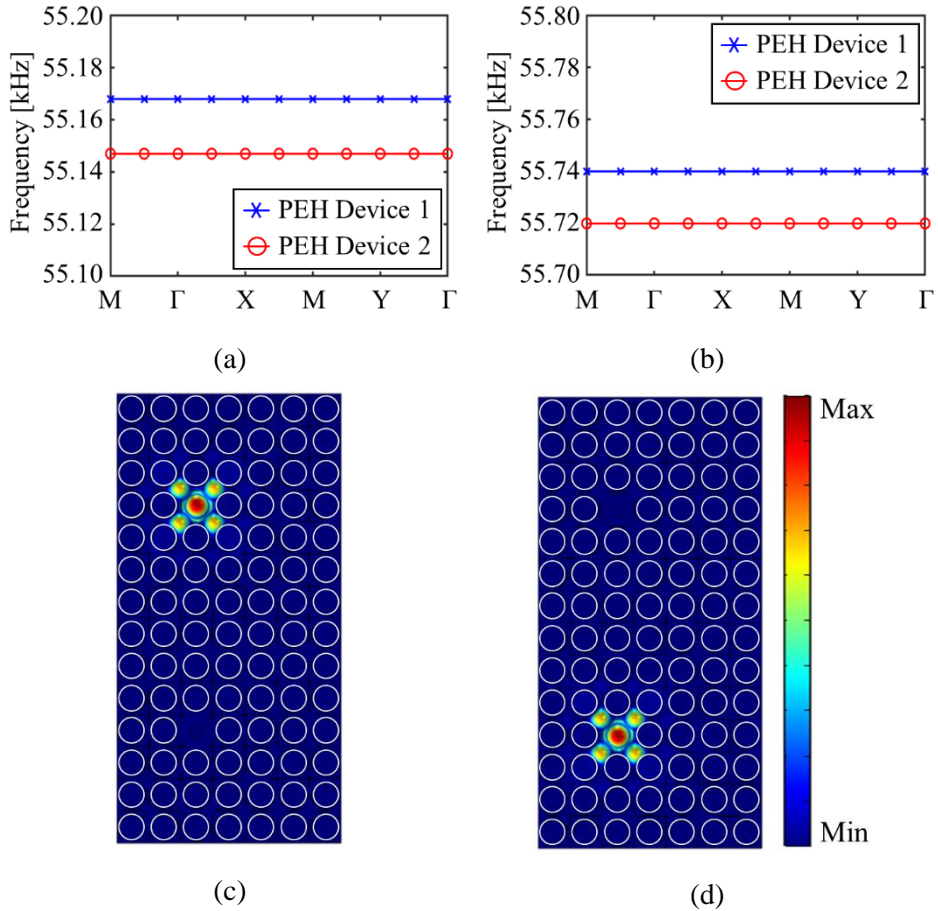 Frequency [kHz]
55.20
55.18
55.16
55.14
55.12
55.10
PEH Device 1
PEH Device 2
M Γ X M Y Γ
(a)
Frequency [kHz]
55.80
55.78
55.76
55.74
55.72
55.70
PEH Device 1
PEH Device 2
M Γ X M Y Γ
(b)
(c)
Max
Min
(d)